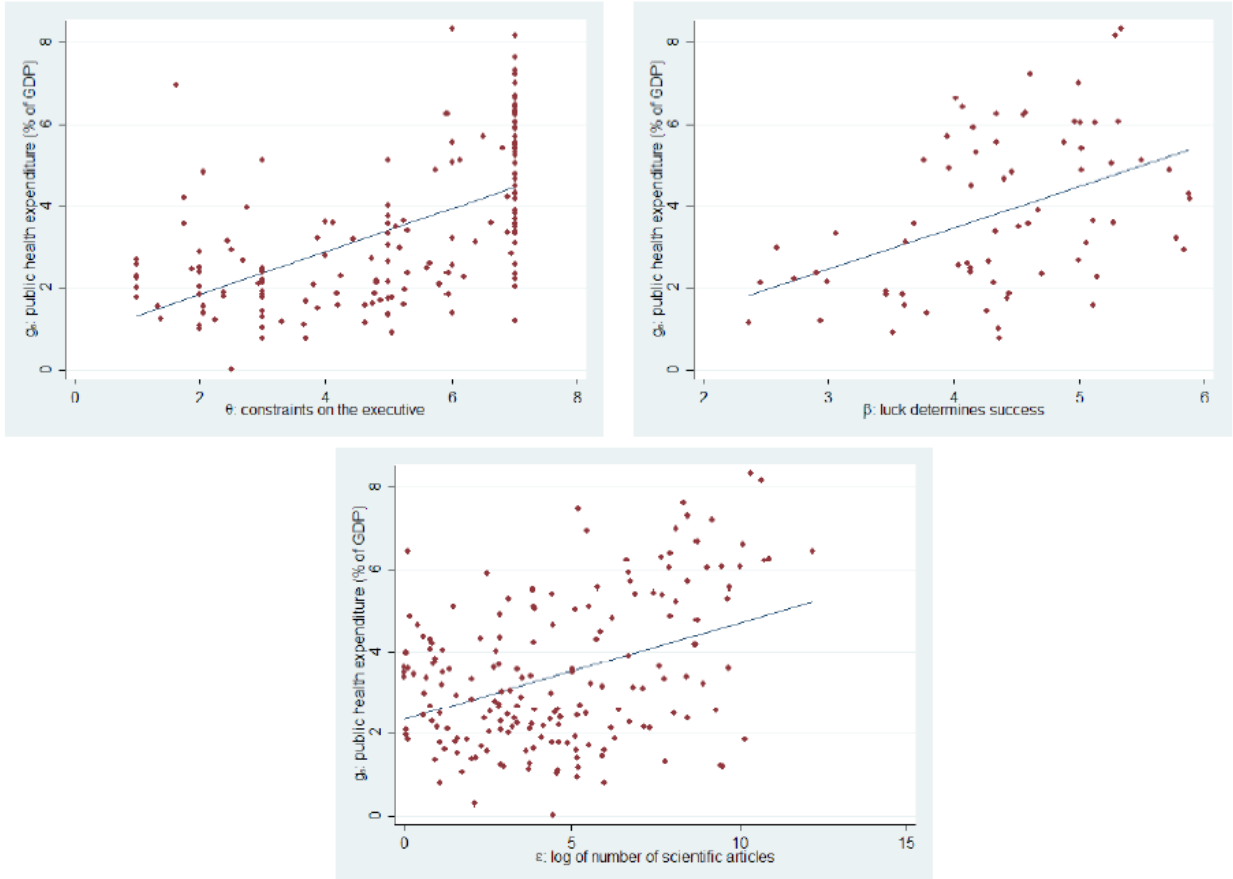 gₕ: public health expenditure (% of GDP)
8
6
4
2
0
0 2 4 6 8
θ: constraints on the executive
gₕ: public health expenditure (% of GDP)
8
6
4
2
0
2 3 4 5 6
β: luck determines success
gₕ: public health expenditure (% of GDP)
8
6
4
2
0
0 5 10 15
ε: log of number of scientific articles